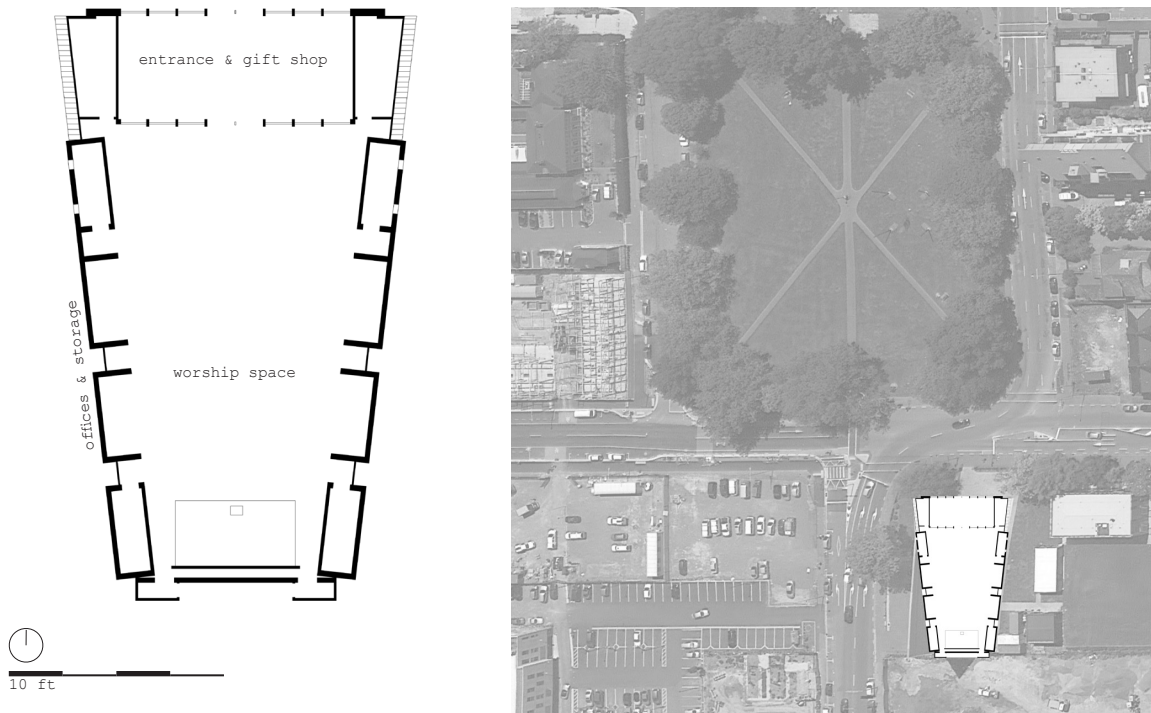 entrance & gift shop
offices & storage
worship space
10 ft